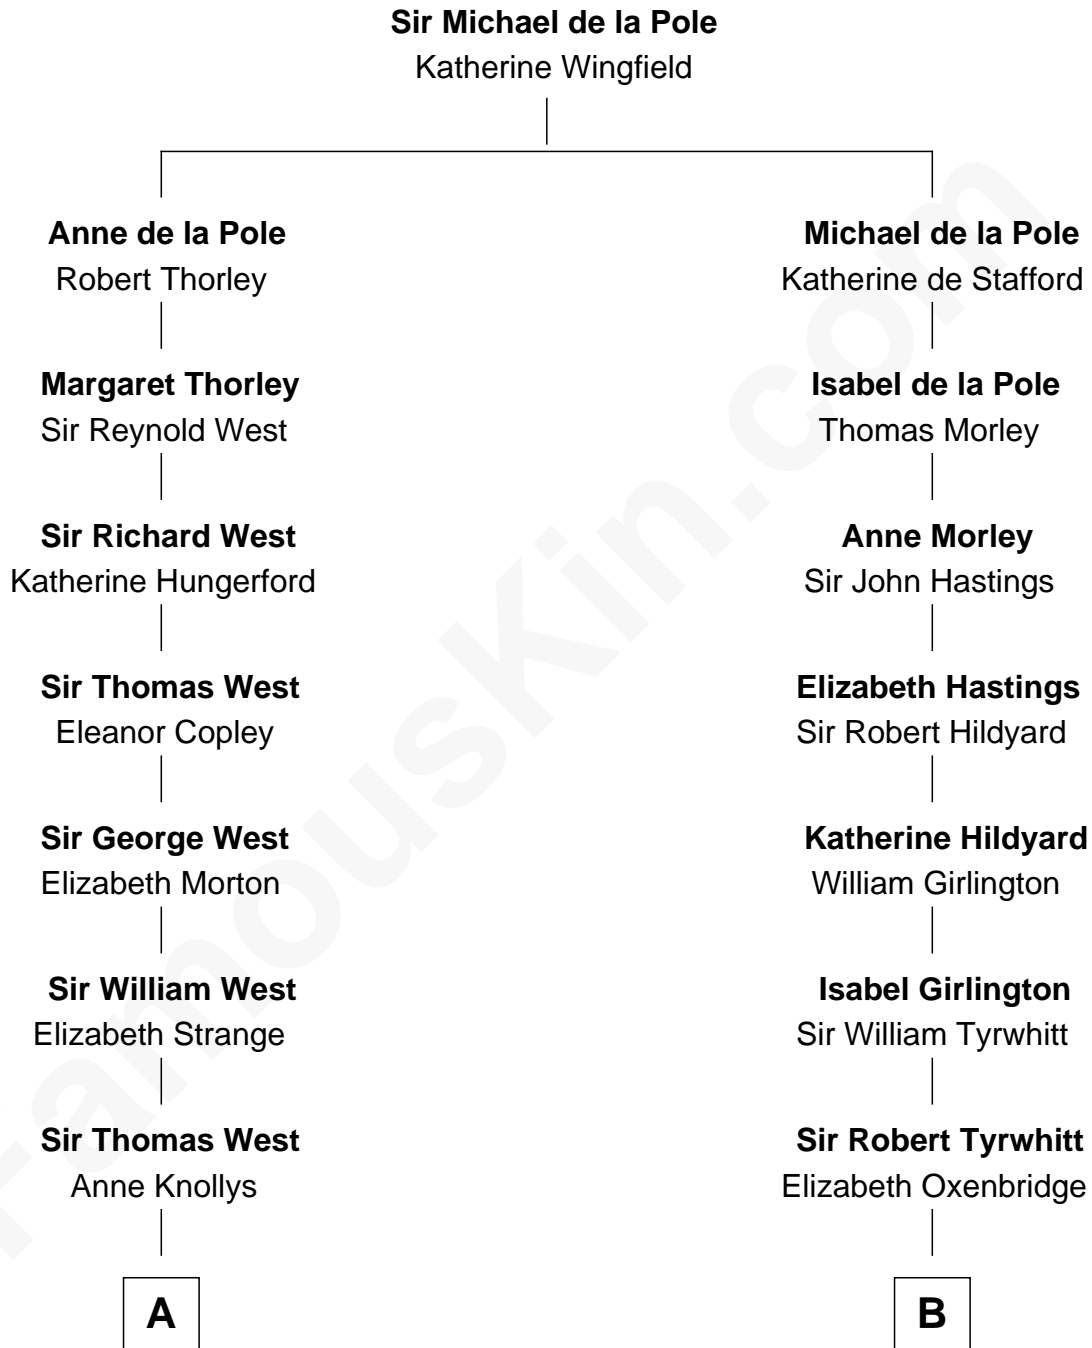 Sir Michael de la Pole
Katherine Wingfield
Anne de la Pole
Robert Thorley
Michael de la Pole
Katherine de Stafford
Margaret Thorley
Sir Reynold West
Isabel de la Pole
Thomas Morley
Sir Richard West
Katherine Hungerford
Anne Morley
Sir John Hastings
Sir Thomas West
Eleanor Copley
Elizabeth Hastings
Sir Robert Hildyard
Sir George West
Elizabeth Morton
Katherine Hildyard
William Girlington
Sir William West
Elizabeth Strange
Isabel Girlington
Sir William Tyrwhitt
Sir Thomas West
Anne Knollys
Sir Robert Tyrwhitt
Elizabeth Oxenbridge
A
B
FamousKin.com